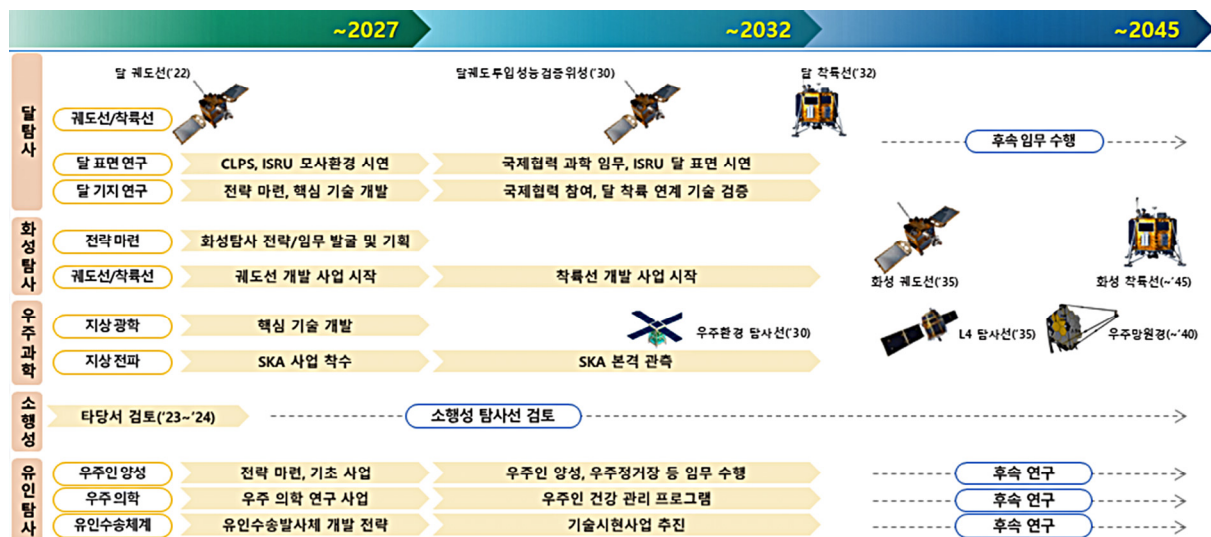 ~2027 ~2032 ~2045
달탐사
달 궤도선('22) 달궤도투입성능검증위성('30) 달 착륙선('32)
궤도선/착륙선 후속 임무 수행
달 표면 연구 CLPS, ISRU 모사환경 시연 국제협력 과학 임무, ISRU 달 표면 시연
달 기지 연구 전략 마련, 핵심 기술 개발 국제협력 참여, 달 착륙 연계 기술 검증
화성탐사
전략 마련 화성탐사 전략/임무 발굴 및 기획
궤도선/착륙선 궤도선 개발 사업 시작 착륙선 개발 사업 시작 화성 궤도선('35) 화성 착륙선(~'45)
우주과학
지상 광학 핵심 기술 개발 우주환경 탐사선('30) L4 탐사선('35) 우주망원경(~'40)
지상 전파 SKA 사업 착수 SKA 본격 관측
소행성
타당서 검토('23~'24) 소행성 탐사선 검토
유인탐사
우주인 양성 전략 마련, 기초 사업 우주인 양성, 우주정거장 등 임무 수행 후속 연구
우주 의학 우주 의학 연구 사업 우주인 건강 관리 프로그램 후속 연구
유인수송체계 유인수송발사체 개발 전략 기술시현사업 추진 후속 연구